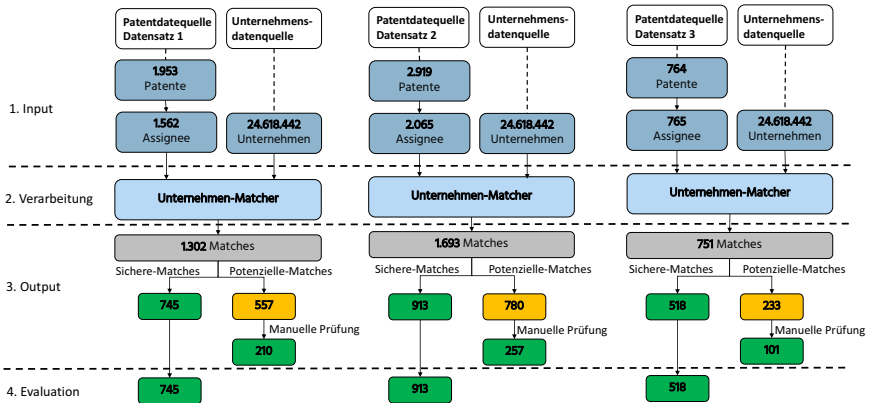 Patentdatequelle
Datensatz 1
Unternehmens-
datenquelle
Patentdatequelle
Datensatz 2
Unternehmens-
datenquelle
Patentdatequelle
Datensatz 3
Unternehmens-
datenquelle
1. Input
1.953
Patente
2.919
Patente
764
Patente
1.562
Assignee
24.618.442
Unternehmen
2.065
Assignee
24.618.442
Unternehmen
765
Assignee
24.618.442
Unternehmen
2. Verarbeitung
Unternehmen-Matcher
Unternehmen-Matcher
Unternehmen-Matcher
3. Output
1.302 Matches
1.693 Matches
751 Matches
Sichere-Matches
Potenzielle-Matches
Sichere-Matches
Potenzielle-Matches
Sichere-Matches
Potenzielle-Matches
745
557
913
780
518
233
Manuelle Prüfung
Manuelle Prüfung
Manuelle Prüfung
210
257
101
4. Evaluation
745
913
518